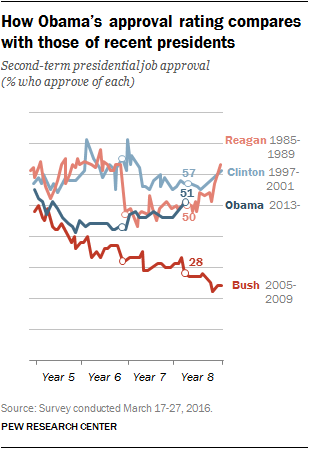 How Obama’s approval rating compares
with those of recent presidents
Second-term presidential job approval
(% who approve of each)
Reagan 1985-
1989
57
Clinton 1997-
2001
51
Obama 2013-
50
28
Bush 2005-
2009
Year 5 Year 6 Year 7 Year 8
Source: Survey conducted March 17-27, 2016.
PEW RESEARCH CENTER